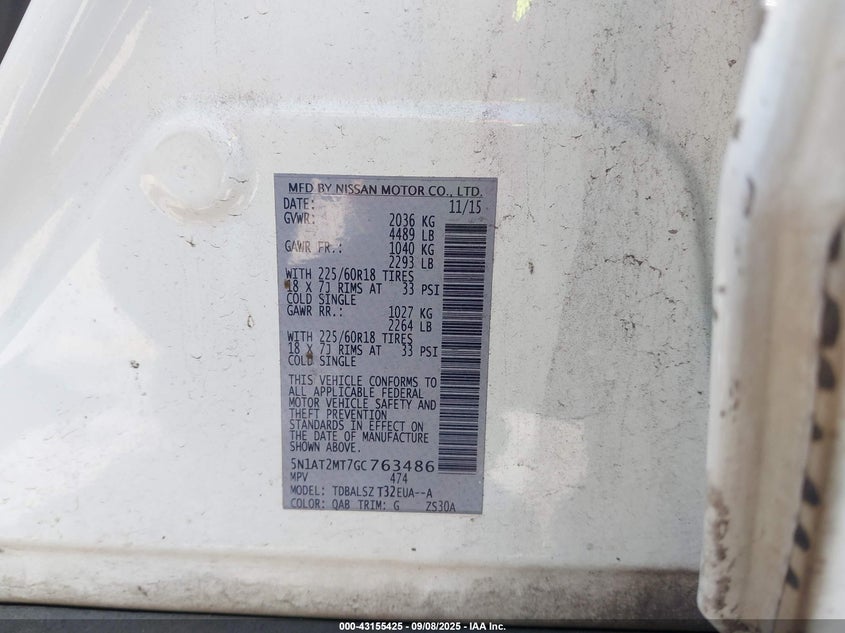 MFD BY NISSAN MOTOR CO., LTD.
DATE: 11/15
GVWR: 2036 KG
4489 LB
GAWR FR.: 1040 KG
2293 LB
WITH 225/60R18 TIRES
18 X 7J RIMS AT 33 PSI
COLD SINGLE
GAWR RR.: 1027 KG
2264 LB
WITH 225/60R18 TIRES
18 X 7J RIMS AT 33 PSI
COLD SINGLE
THIS VEHICLE CONFORMS TO
ALL APPLICABLE FEDERAL
MOTOR VEHICLE SAFETY AND
THEFT PREVENTION
STANDARDS IN EFFECT ON
THE DATE OF MANUFACTURE
SHOWN ABOVE.
5N1AT2MT7GC763486
MPV 474
MODEL: TDBALSZ T32EUA--A
COLOR: QAB TRIM: G ZS30A
000-43155425 - 09/08/2025 - IAA Inc.